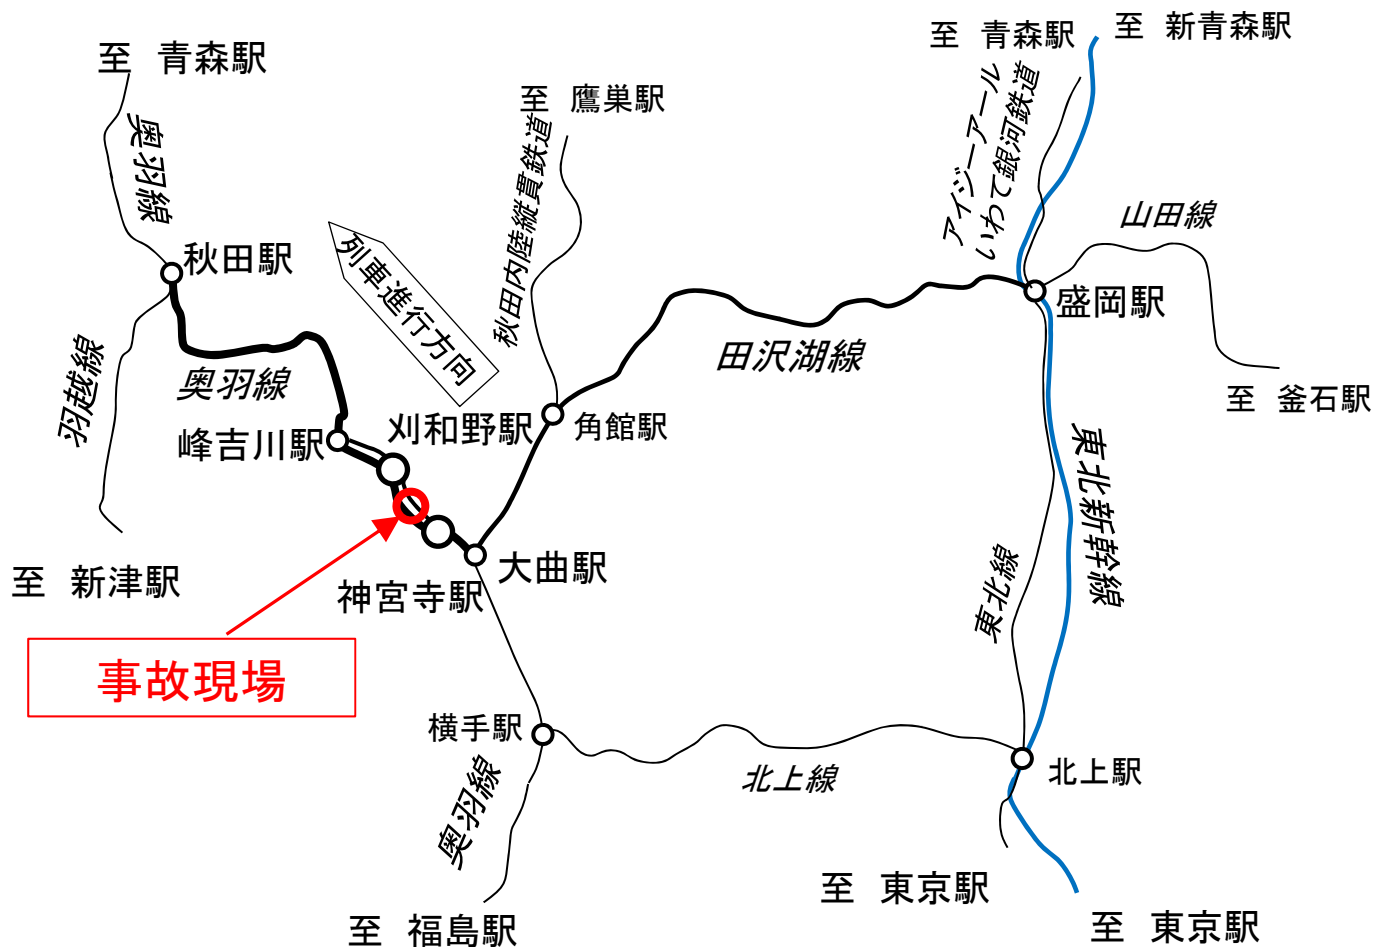 至　青森駅
至　新青森駅
至　青森駅
至　鷹巣駅
アイジーアール
いわて銀河鉄道
奥羽線
秋田内陸縦貫鉄道
山田線
秋田駅
列車進行方向
盛岡駅
田沢湖線
奥羽線
羽越線
至　釜石駅
刈和野駅
角館駅
峰吉川駅
東北新幹線
大曲駅
至　新津駅
神宮寺駅
東北線
事故現場
横手駅
北上線
北上駅
奥羽線
至　東京駅
至　福島駅
至　東京駅